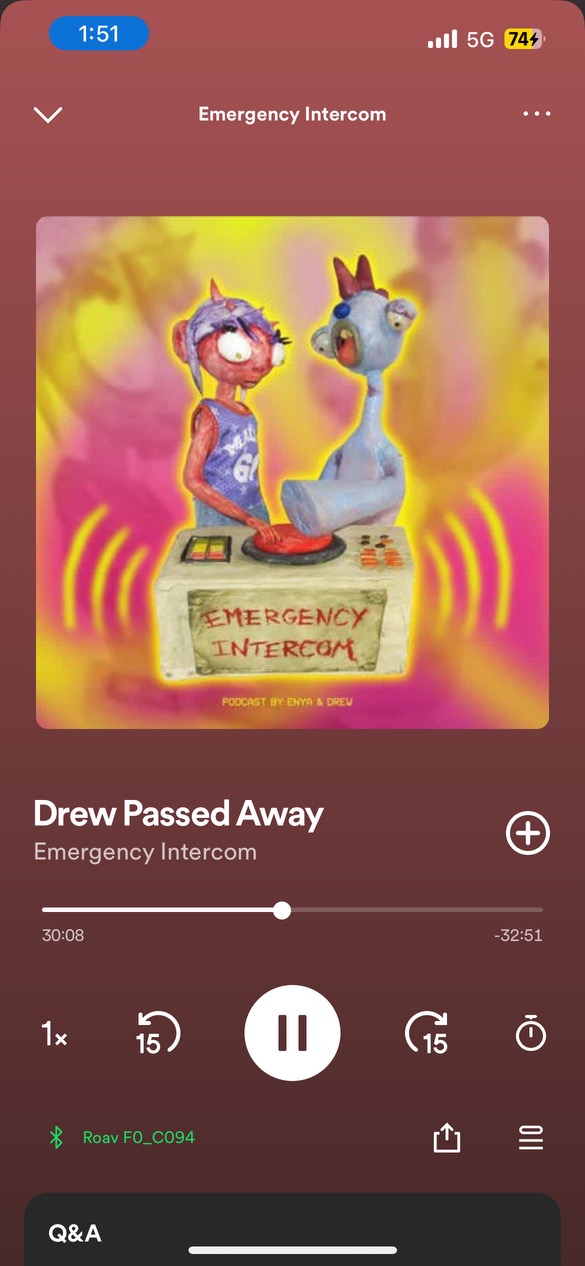 1:51
5G
74
Emergency Intercom
EMERGENCY
INTERCOM
PODCAST BY ENYA & DREW
Drew Passed Away
Emergency Intercom
30:08
-32:51
1x
15
15
Roav F0_C094
Q&A